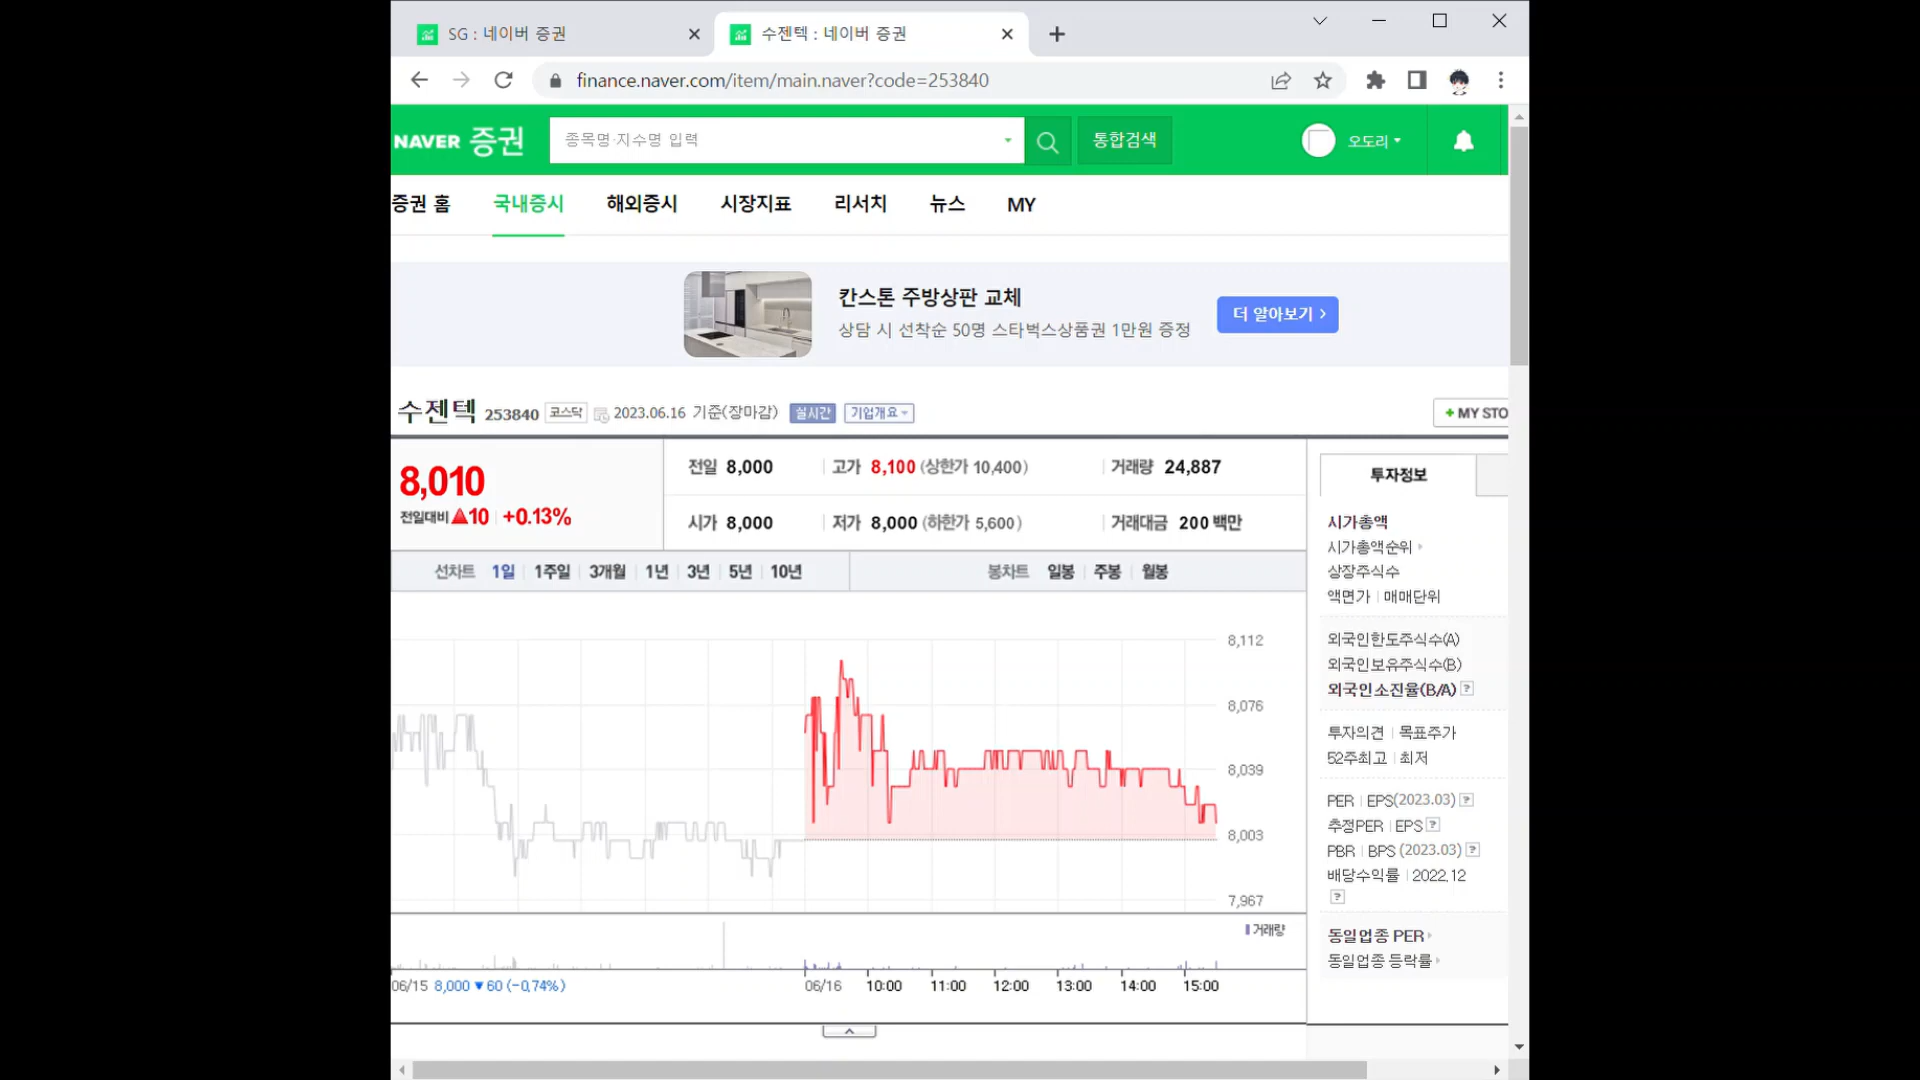 SG : 네이버 증권
수젠텍 : 네이버 증권
finance.naver.com/item/main.naver?code=253840
NAVER 증권
종목명·지수명 입력
통합검색
오도리
증권 홈 국내증시 해외증시 시장지표 리서치 뉴스 MY
칸스톤 주방상판 교체
상담 시 선착순 50명 스타벅스상품권 1만원 증정
더 알아보기
수젠텍 253840 코스닥 2023.06.16 기준(장마감) 실시간 기업개요
+ MY STO
8,010
전일대비 ▲10 +0.13%
전일 8,000 고가 8,100 (상한가 10,400) 거래량 24,887
시가 8,000 저가 8,000 (하한가 5,600) 거래대금 200 백만
선차트 1일 1주일 3개월 1년 3년 5년 10년
봉차트 일봉 주봉 월봉
8,112
8,076
8,039
8,003
7,967
거래량
06/15 8,000 ▼60 (-0.74%)
06/16 10:00 11:00 12:00 13:00 14:00 15:00
투자정보
시가총액
시가총액순위
상장주식수
액면가 | 매매단위
외국인한도주식수(A)
외국인보유주식수(B)
외국인소진율(B/A) ?
투자의견 | 목표주가
52주최고 | 최저
PER | EPS(2023.03) ?
추정PER | EPS ?
PBR | BPS (2023.03) ?
배당수익률 | 2022.12
?
동일업종 PER
동일업종 등락률